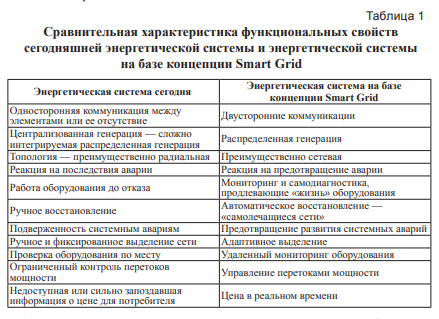 Таблица 1
Сравнительная характеристика функциональных свойств
сегодняшней энергетической системы и энергетической системы
на базе концепции Smart Grid
Энергетическая система сегодня
Энергетическая система на базе
концепции Smart Grid
Односторонняя коммуникация между
элементами или ее отсутствие
Двусторонние коммуникации
Централизованная генерация — сложно
интегрируемая распределенная генерация
Распределенная генерация
Топология — преимущественно радиальная
Преимущественно сетевая
Реакция на последствия аварии
Реакция на предотвращение аварии
Работа оборудования до отказа
Мониторинг и самодиагностика,
продлевающие «жизнь» оборудования
Ручное восстановление
Автоматическое восстановление —
«самолечащиеся сети»
Подверженность системным авариям
Предотвращение развития системных аварий
Ручное и фиксированное выделение сети
Адаптивное выделение
Проверка оборудования по месту
Удаленный мониторинг оборудования
Ограниченный контроль перетоков
мощности
Управление перетоками мощности
Недоступная или сильно запоздавшая
информация о цене для потребителя
Цена в реальном времени